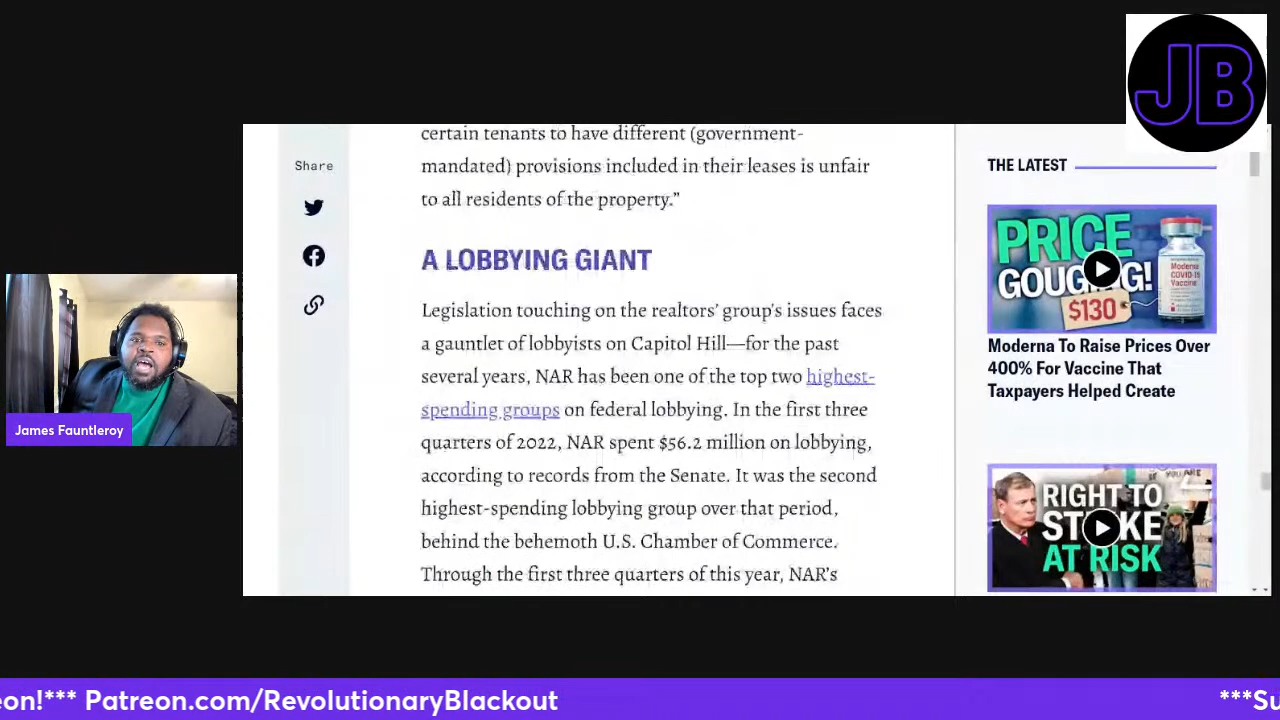 JB
certain tenants to have different (government-
mandated) provisions included in their leases is unfair
to all residents of the property.”
Share
A LOBBYING GIANT
Legislation touching on the realtors’ group’s issues faces
a gauntlet of lobbyists on Capitol Hill—for the past
several years, NAR has been one of the top two highest-
spending groups on federal lobbying. In the first three
quarters of 2022, NAR spent $56.2 million on lobbying,
according to records from the Senate. It was the second
highest-spending lobbying group over that period,
behind the behemoth U.S. Chamber of Commerce.
Through the first three quarters of this year, NAR’s
THE LATEST
PRICE
GOUGING!
$130
Moderna
COVID-19
Vaccine
Moderna To Raise Prices Over
400% For Vaccine That
Taxpayers Helped Create
RIGHT TO
STRIKE
AT RISK
James Fauntleroy
eon!*** Patreon.com/RevolutionaryBlackout
***Su